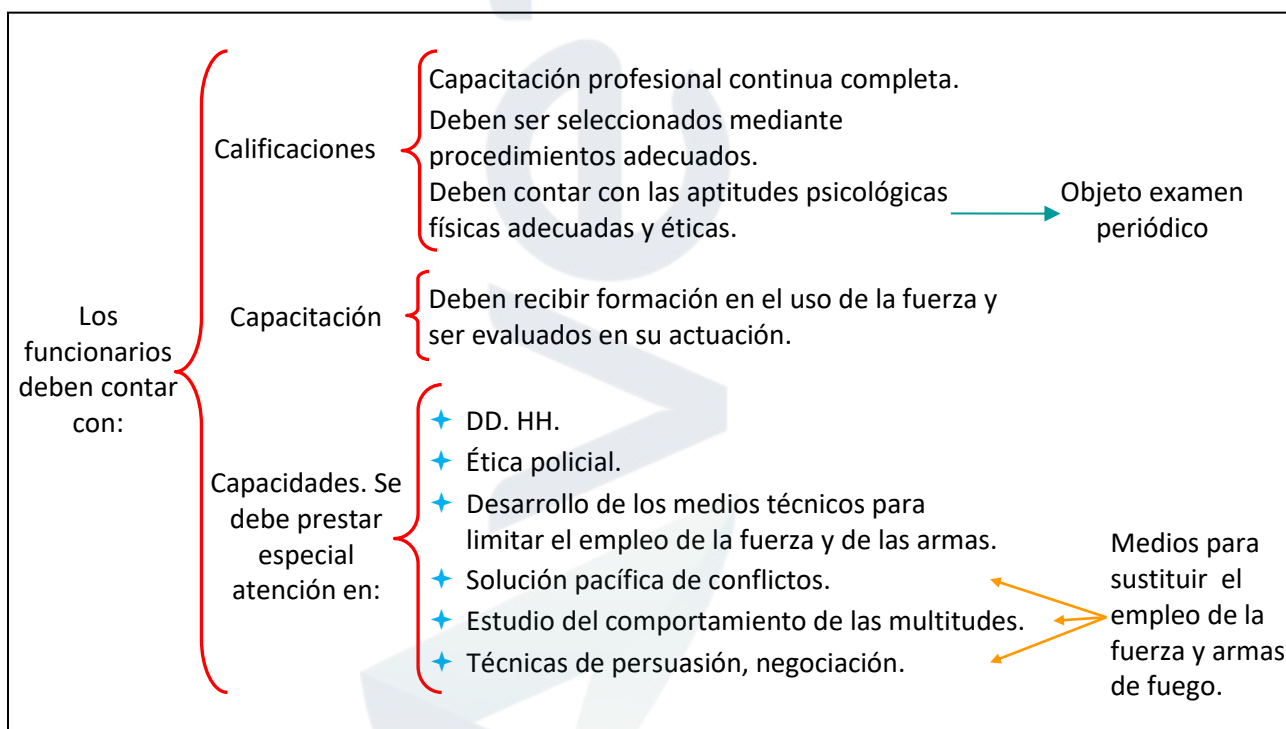 Los
funcionarios
deben contar
con:
Calificaciones
Capacitación profesional continua completa.
Deben ser seleccionados mediante
procedimientos adecuados.
Deben contar con las aptitudes psicológicas
físicas adecuadas y éticas.
Objeto examen
periódico
Capacitación
Deben recibir formación en el uso de la fuerza y
ser evaluados en su actuación.
Capacidades. Se
debe prestar
especial
atención en:
DD. HH.
Ética policial.
Desarrollo de los medios técnicos para
limitar el empleo de la fuerza y de las armas.
Solución pacífica de conflictos.
Estudio del comportamiento de las multitudes.
Técnicas de persuasión, negociación.
Medios para
sustituir el
empleo de la
fuerza y armas
de fuego.